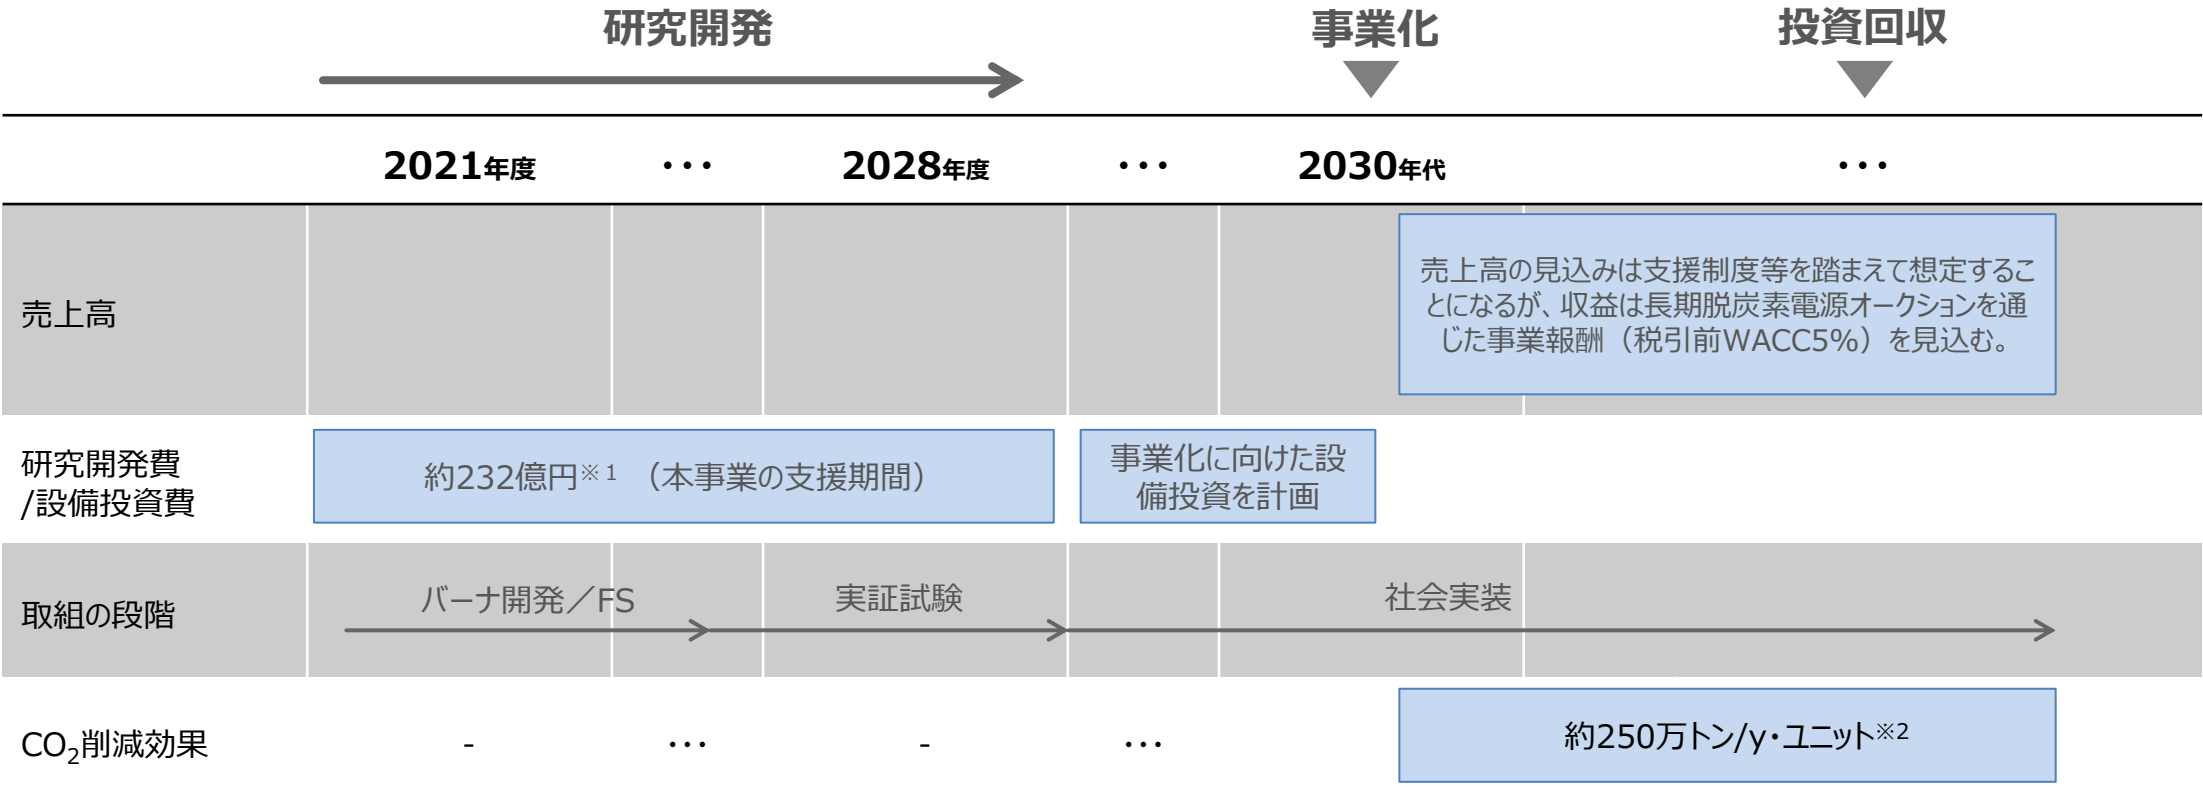 研究開発 事業化 投資回収
2021年度 ・・・ 2028年度 ・・・ 2030年代 ・・・
売上高
売上高の見込みは支援制度等を踏まえて想定するこ
とになるが、収益は長期脱炭素電源オークションを通
じた事業報酬（税引前WACC5%）を見込む。
研究開発費
/設備投資費
約232億円※1 （本事業の支援期間）
事業化に向けた設
備投資を計画
取組の段階
バーナ開発／FS 実証試験 社会実装
CO2削減効果 - ・・・ - ・・・ 約250万トン/y・ユニット※2